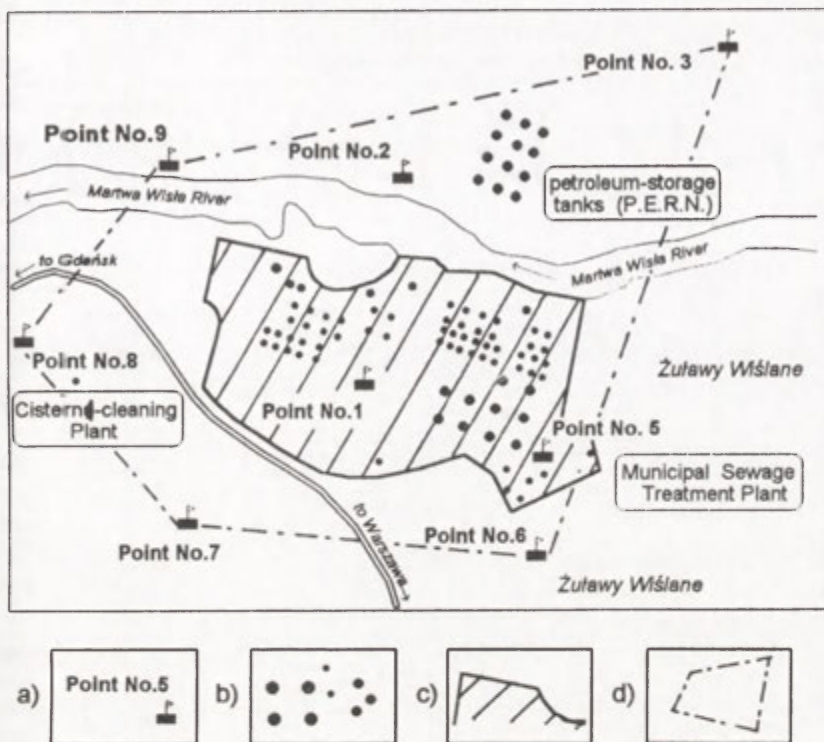 Point No. 3
Point No.9
Point No.2
petroleum-storage
tanks (P.E.R.N.)
Martwa Wisła River
to Gdańsk
Martwa Wisła River
Point No.8
Żuławy Wiślane
Cistern-cleaning
Plant
Point No.1
Point No. 5
Municipal Sewage
Treatment Plant
Point No.7
to Warszawa
Point No.6
Żuławy Wiślane
a)
Point No.5
b)
c)
d)